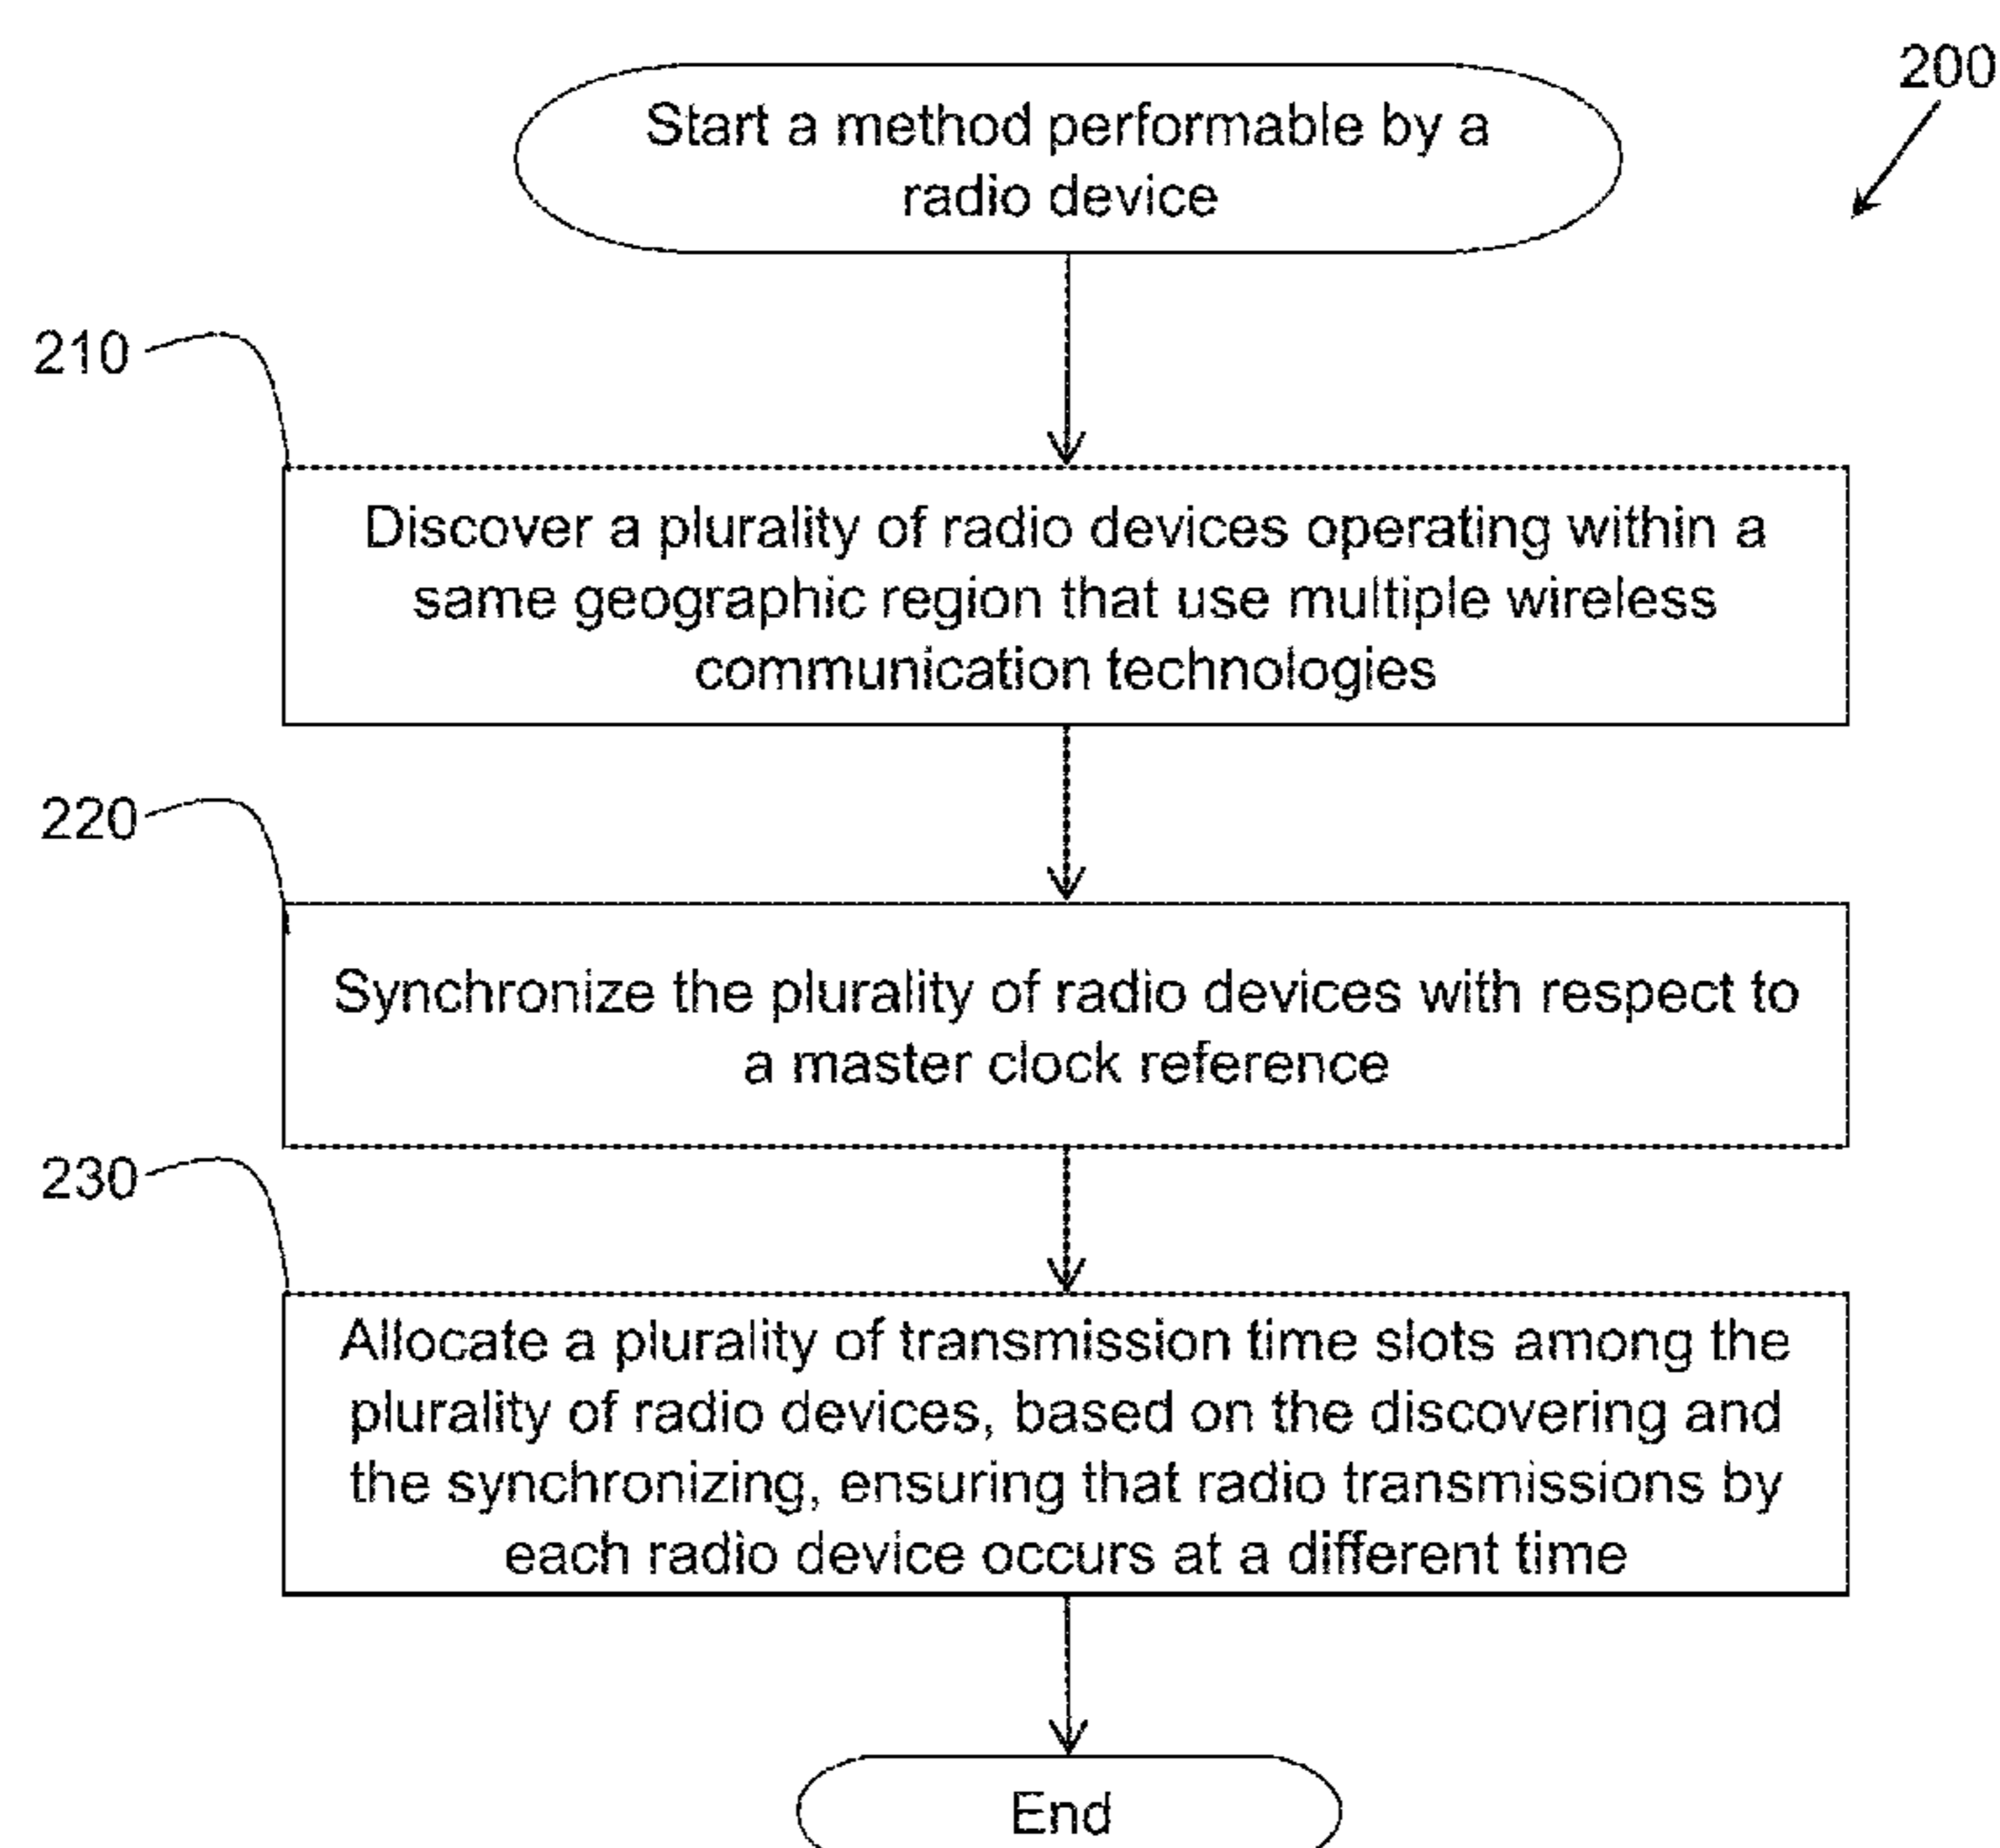 200
Start a method performable by a
radio device
210
Discover a plurality of radio devices operating within a
same geographic region that use multiple wireless
communication technologies
220
Synchronize the plurality of radio devices with respect to
a master clock reference
230
Allocate a plurality of transmission time slots among the
plurality of radio devices, based on the discovering and
the synchronizing, ensuring that radio transmissions by
each radio device occurs at a different time
End